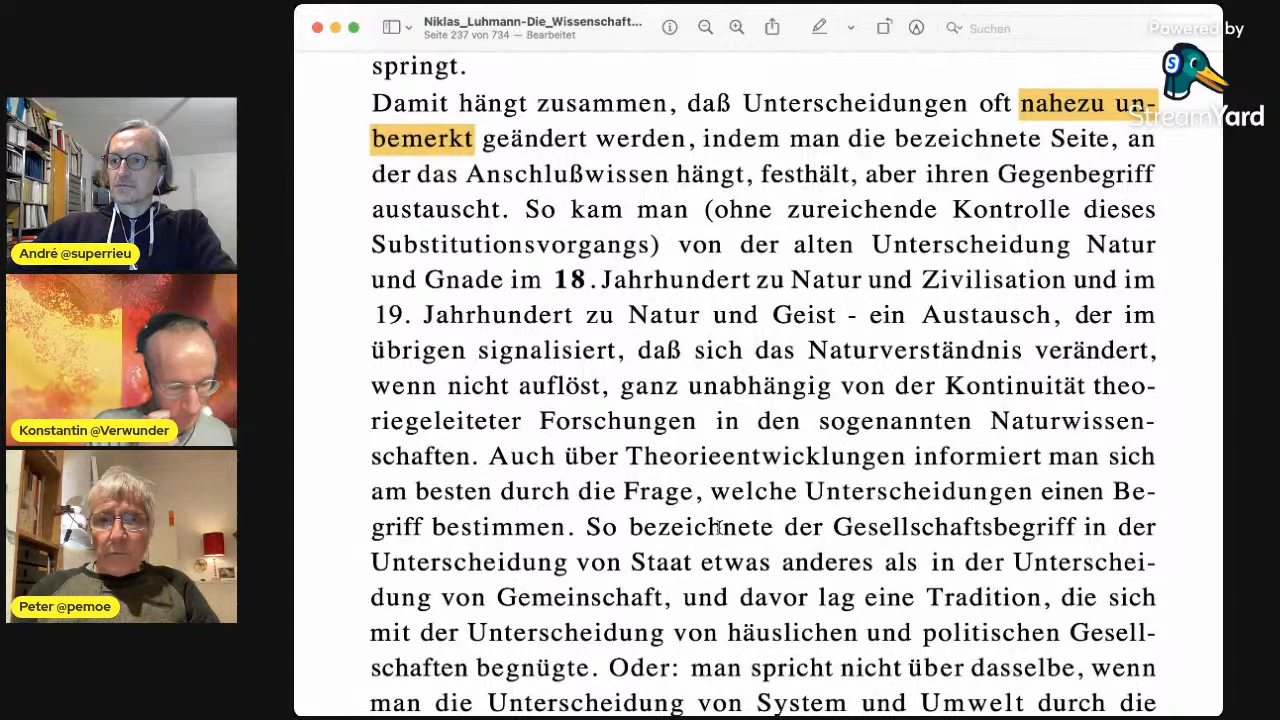 Niklas_Luhmann-Die_Wissenschaft...
Seite 237 von 734 — Bearbeitet
Suchen
Powered by
StreamYard
springt.
Damit hängt zusammen, daß Unterscheidungen oft nahezu un-
bemerkt geändert werden, indem man die bezeichnete Seite, an
der das Anschlußwissen hängt, festhält, aber ihren Gegenbegriff
austauscht. So kam man (ohne zureichende Kontrolle dieses
Substitutionsvorgangs) von der alten Unterscheidung Natur
und Gnade im 18. Jahrhundert zu Natur und Zivilisation und im
19. Jahrhundert zu Natur und Geist - ein Austausch, der im
übrigen signalisiert, daß sich das Naturverständnis verändert,
wenn nicht auflöst, ganz unabhängig von der Kontinuität theo-
riegeleiteter Forschungen in den sogenannten Naturwissen-
schaften. Auch über Theorieentwicklungen informiert man sich
am besten durch die Frage, welche Unterscheidungen einen Be-
griff bestimmen. So bezeichnete der Gesellschaftsbegriff in der
Unterscheidung von Staat etwas anderes als in der Unterschei-
dung von Gemeinschaft, und davor lag eine Tradition, die sich
mit der Unterscheidung von häuslichen und politischen Gesell-
schaften begnügte. Oder: man spricht nicht über dasselbe, wenn
man die Unterscheidung von System und Umwelt durch die
André @superrieu
Konstantin @Verwunder
Peter @pemoe